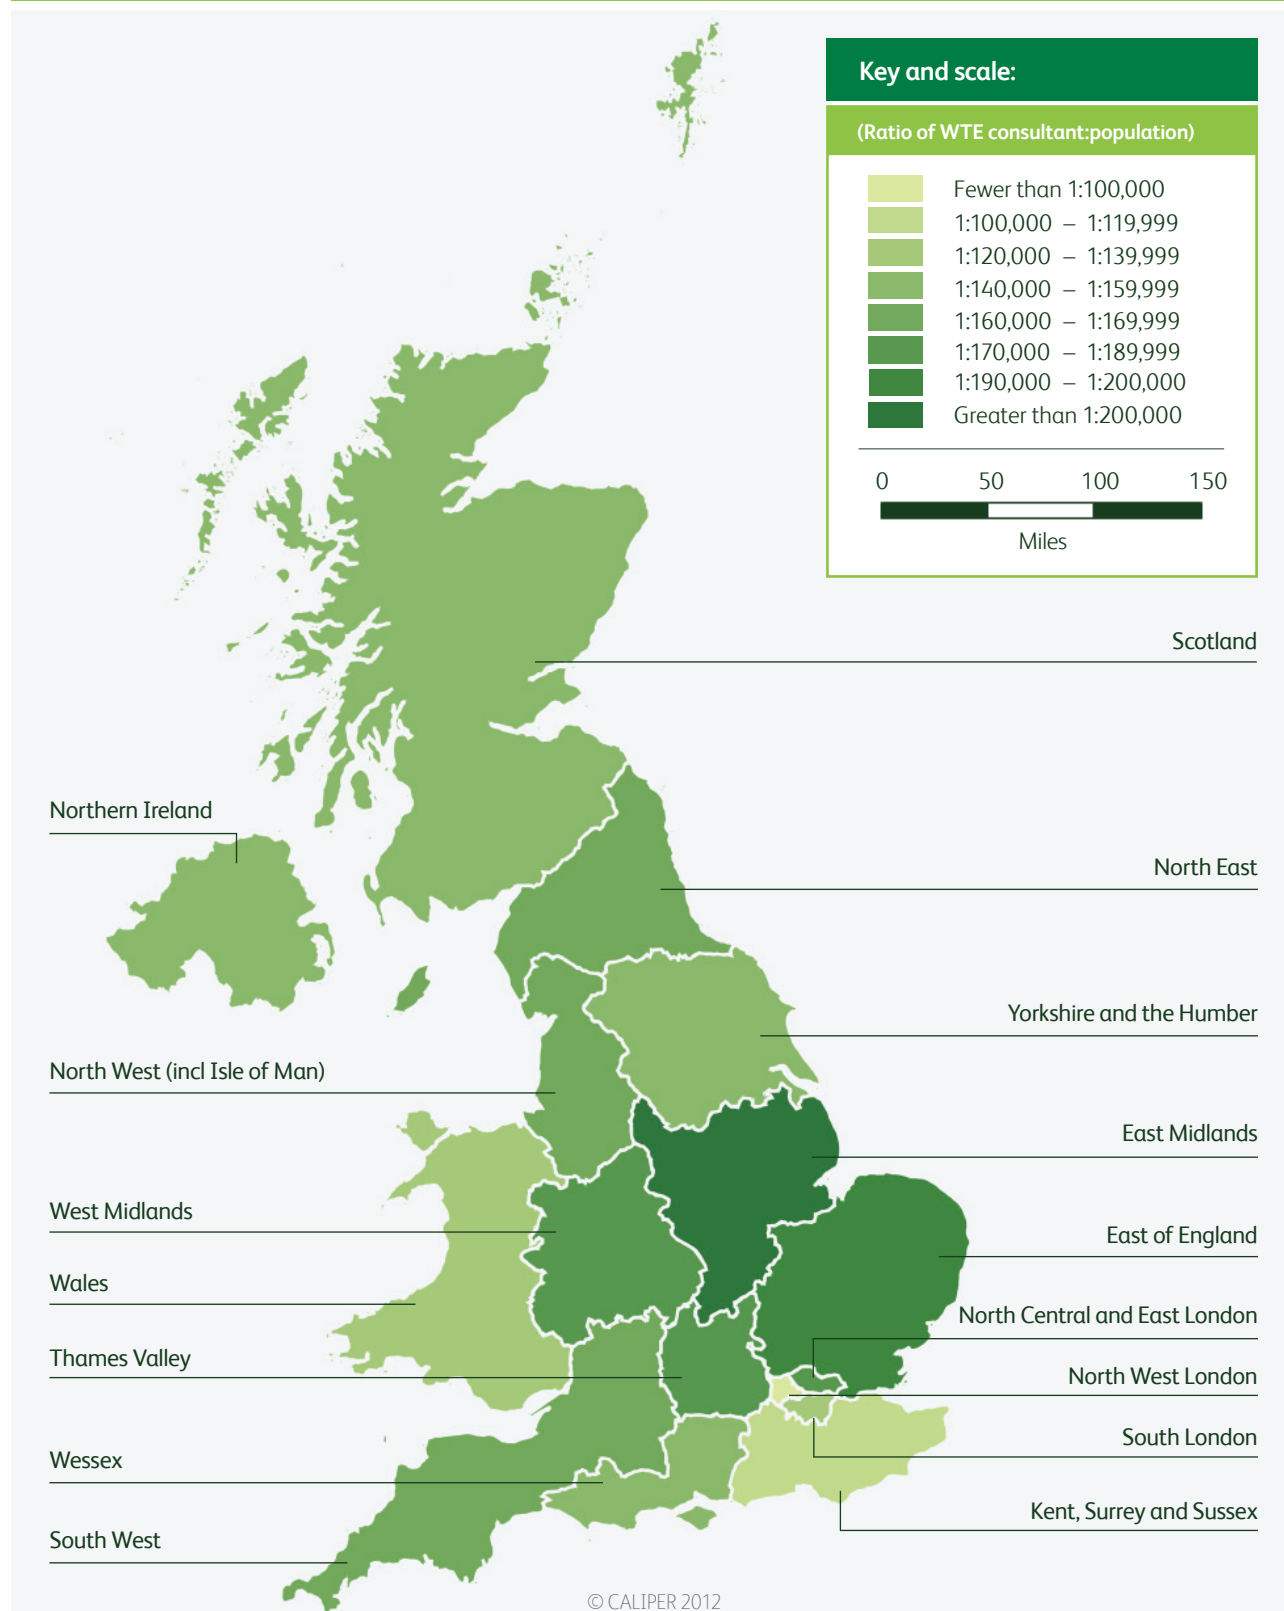 Key and scale:
(Ratio of WTE consultant:population)
Fewer than 1:100,000
1:100,000 – 1:119,999
1:120,000 – 1:139,999
1:140,000 – 1:159,999
1:160,000 – 1:169,999
1:170,000 – 1:189,999
1:190,000 – 1:200,000
Greater than 1:200,000
0 50 100 150
Miles
Scotland
Northern Ireland
North East
Yorkshire and the Humber
North West (incl Isle of Man)
East Midlands
West Midlands
East of England
Wales
North Central and East London
Thames Valley
North West London
South London
Wessex
Kent, Surrey and Sussex
South West
© CALIPER 2012